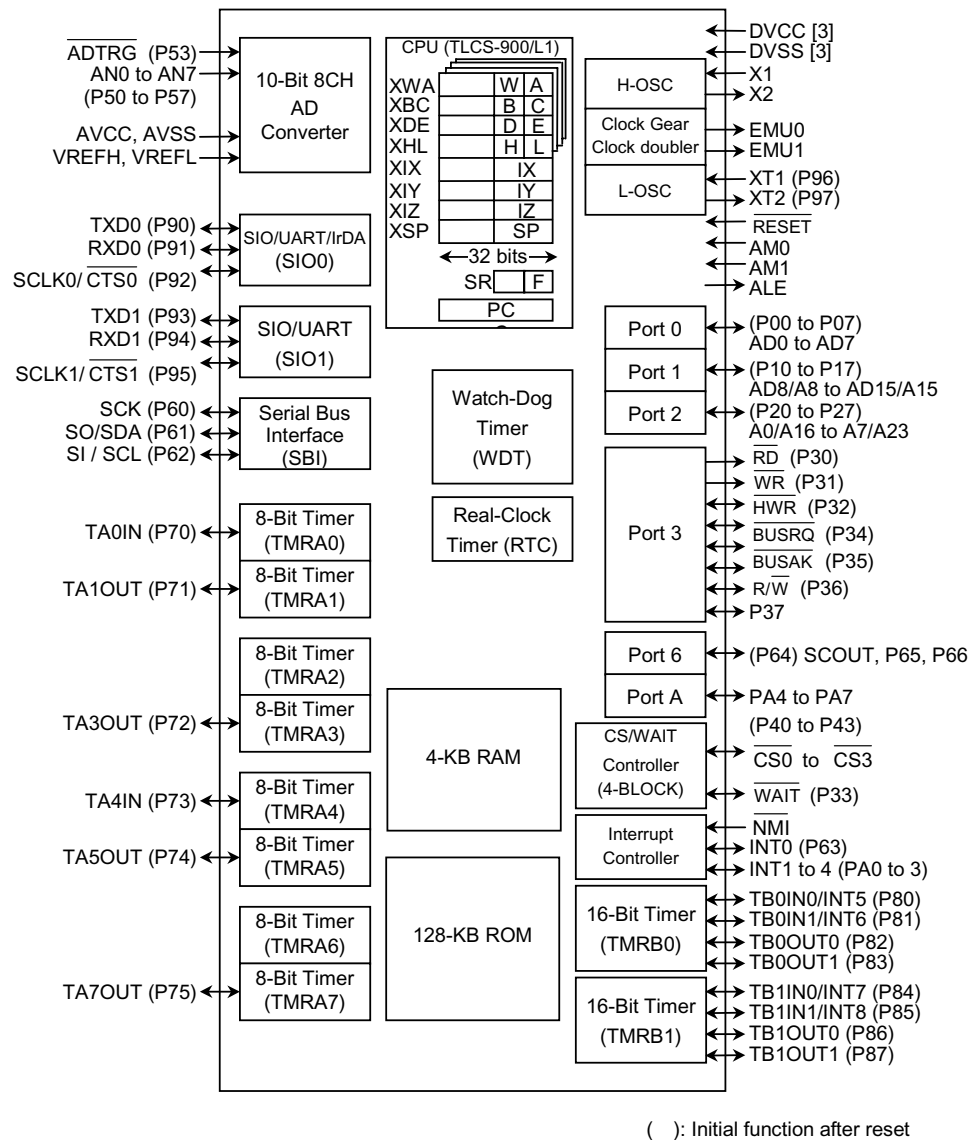 ADTRG (P53)
AN0 to AN7
(P50 to P57)
AVCC, AVSS
VREFH, VREFL
10-Bit 8CH
AD
Converter
TXD0 (P90)
RXD0 (P91)
SCLK0/ CTS0 (P92)
SIO/UART/IrDA
(SIO0)
TXD1 (P93)
RXD1 (P94)
SCLK1/ CTS1 (P95)
SIO/UART
(SIO1)
SCK (P60)
SO/SDA (P61)
SI / SCL (P62)
Serial Bus
Interface
(SBI)
TA0IN (P70)
8-Bit Timer
(TMRA0)
TA1OUT (P71)
8-Bit Timer
(TMRA1)
8-Bit Timer
(TMRA2)
TA3OUT (P72)
8-Bit Timer
(TMRA3)
TA4IN (P73)
8-Bit Timer
(TMRA4)
TA5OUT (P74)
8-Bit Timer
(TMRA5)
8-Bit Timer
(TMRA6)
TA7OUT (P75)
8-Bit Timer
(TMRA7)
CPU (TLCS-900/L1)
XWA W A
XBC B C
XDE D E
XHL H L
XIX IX
XIY IY
XIZ IZ
XSP SP
32 bits
SR F
PC
Watch-Dog
Timer
(WDT)
Real-Clock
Timer (RTC)
4-KB RAM
128-KB ROM
DVCC [3]
DVSS [3]
H-OSC
X1
X2
Clock Gear
Clock doubler
EMU0
EMU1
L-OSC
XT1 (P96)
XT2 (P97)
RESET
AM0
AM1
ALE
Port 0
(P00 to P07)
AD0 to AD7
Port 1
(P10 to P17)
AD8/A8 to AD15/A15
Port 2
(P20 to P27)
A0/A16 to A7/A23
Port 3
RD (P30)
WR (P31)
HWR (P32)
BUSRQ (P34)
BUSAK (P35)
R/W (P36)
P37
Port 6
(P64) SCOUT, P65, P66
Port A
PA4 to PA7
CS/WAIT
Controller
(4-BLOCK)
(P40 to P43)
CS0 to CS3
WAIT (P33)
Interrupt
Controller
NMI
INT0 (P63)
INT1 to 4 (PA0 to 3)
16-Bit Timer
(TMRB0)
TB0IN0/INT5 (P80)
TB0IN1/INT6 (P81)
TB0OUT0 (P82)
TB0OUT1 (P83)
16-Bit Timer
(TMRB1)
TB1IN0/INT7 (P84)
TB1IN1/INT8 (P85)
TB1OUT0 (P86)
TB1OUT1 (P87)
( ): Initial function after reset